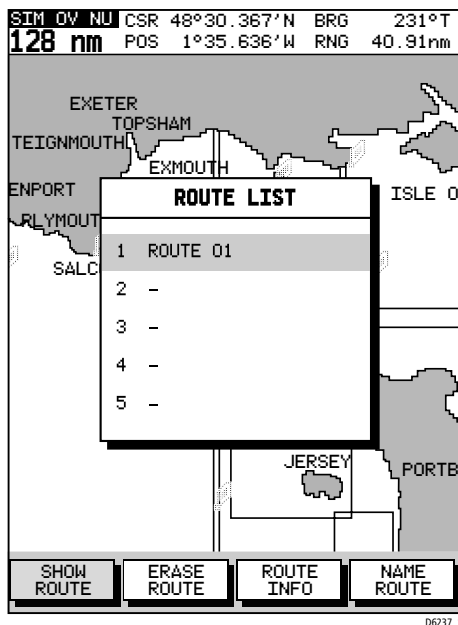 SIM OV NU CSR 48°30.367'N BRG 231°T
128 nm POS 1°35.636'W RNG 40.91nm
EXETER
TOPSHAM
TEIGNMOUTH
EXMOUTH
ENPORT
ROUTE LIST
ISLE O
PLYMOUT
1 ROUTE 01
SALC
2 -
3 -
4 -
5 -
JERSEY
PORTB
SHOW ROUTE
ERASE ROUTE
ROUTE INFO
NAME ROUTE
D6237